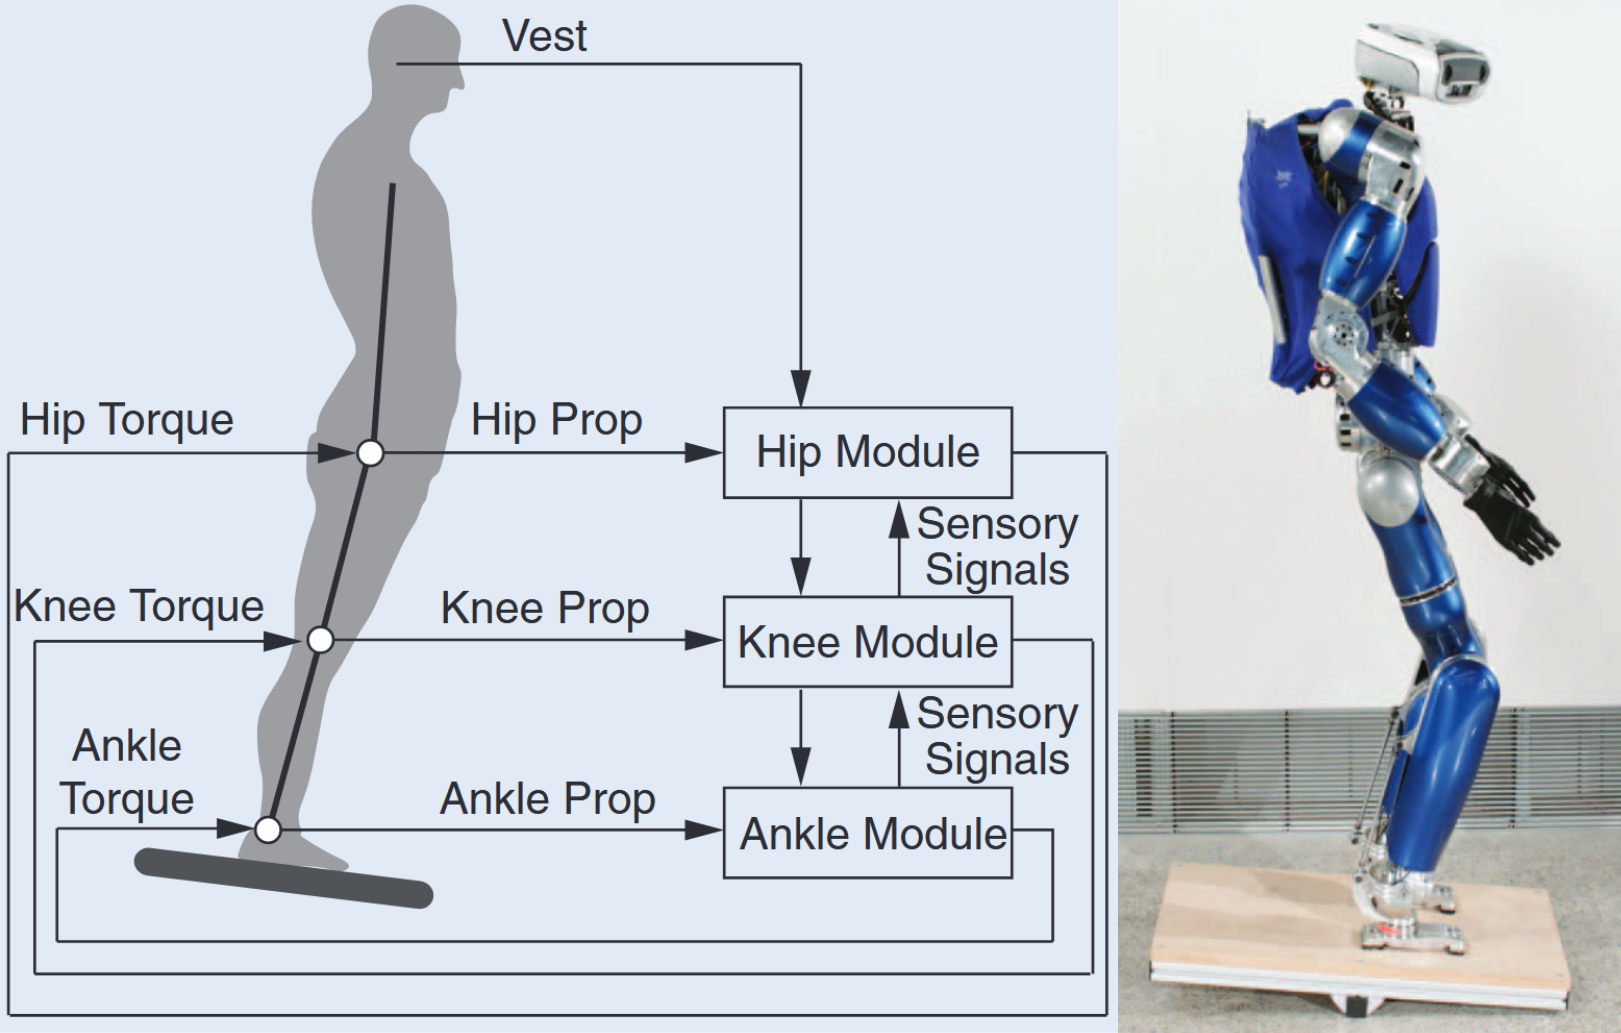 Vest
Hip Torque
Hip Prop
Hip Module
Sensory
Signals
Knee Torque
Knee Prop
Knee Module
Sensory
Signals
Ankle
Torque
Ankle Prop
Ankle Module